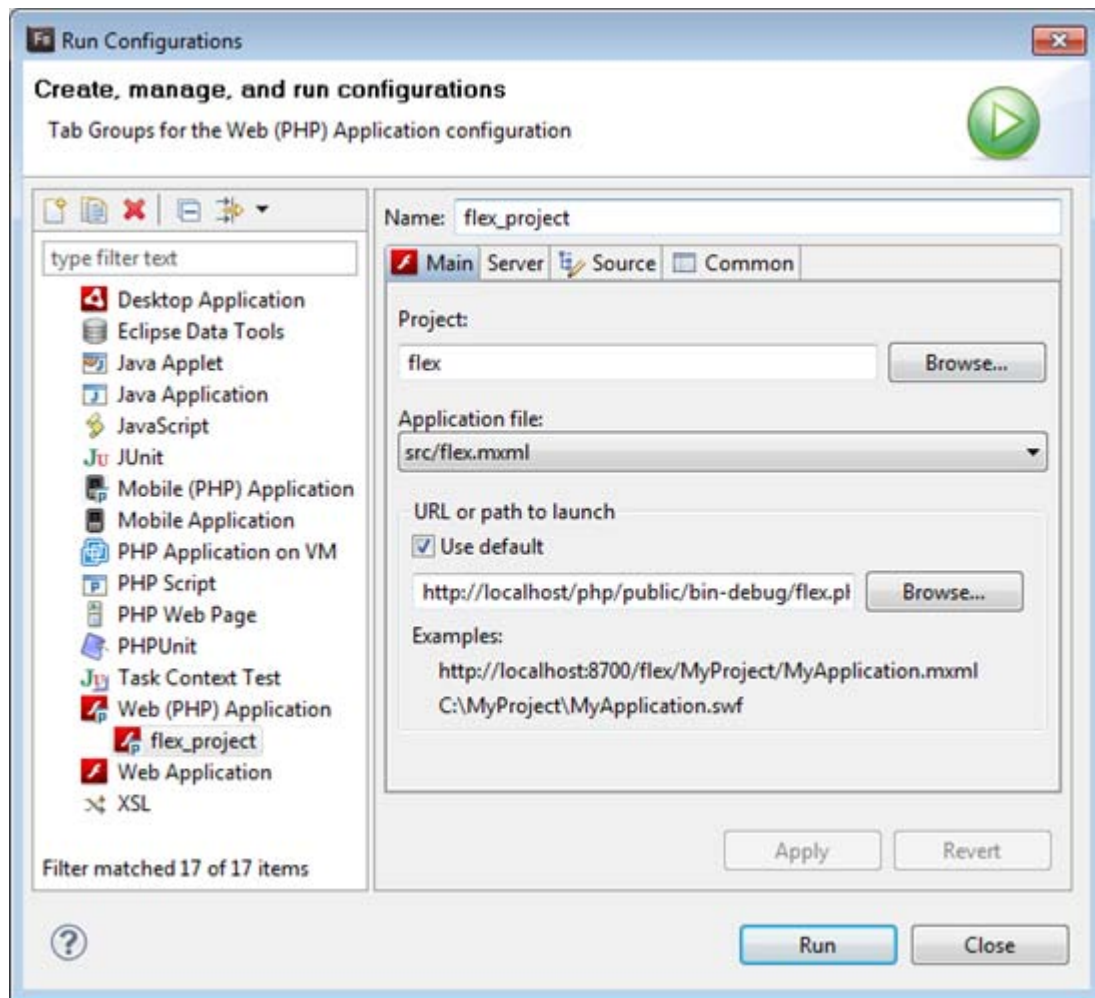 Fs Run Configurations
Create, manage, and run configurations
Tab Groups for the Web (PHP) Application configuration
type filter text
Desktop Application
Eclipse Data Tools
Java Applet
Java Application
JavaScript
Ju JUnit
Mobile (PHP) Application
Mobile Application
PHP Application on VM
PHP Script
PHP Web Page
PHPUnit
Ju Task Context Test
Web (PHP) Application
flex_project
Web Application
XSL
Filter matched 17 of 17 items
Name: flex_project
Main Server Source Common
Project:
flex Browse...
Application file:
src/flex.mxml
URL or path to launch
Use default
http://localhost/php/public/bin-debug/flex.pl Browse...
Examples:
http://localhost:8700/flex/MyProject/MyApplication.mxml
C:\MyProject\MyApplication.swf
Apply Revert
? Run Close